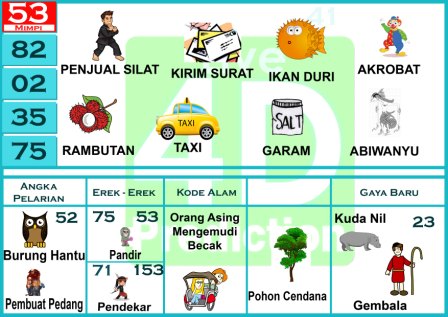 53
Mimpi
82
02
35
75
PENJUAL SILAT
KIRIM SURAT
IKAN DURI
AKROBAT
RAMBUTAN
TAXI
TAXI
SALT
GARAM
ABIWANYU
41
Live
4D
Prediction
ANGKA PELARIAN
EREK - EREK
KODE ALAM
GAYA BARU
52
Burung Hantu
Pembuat Pedang
75 53
Pandir
71 153
Pendekar
Orang Asing
Mengemudi
Becak
Pohon Cendana
Kuda Nil
23
Gembala